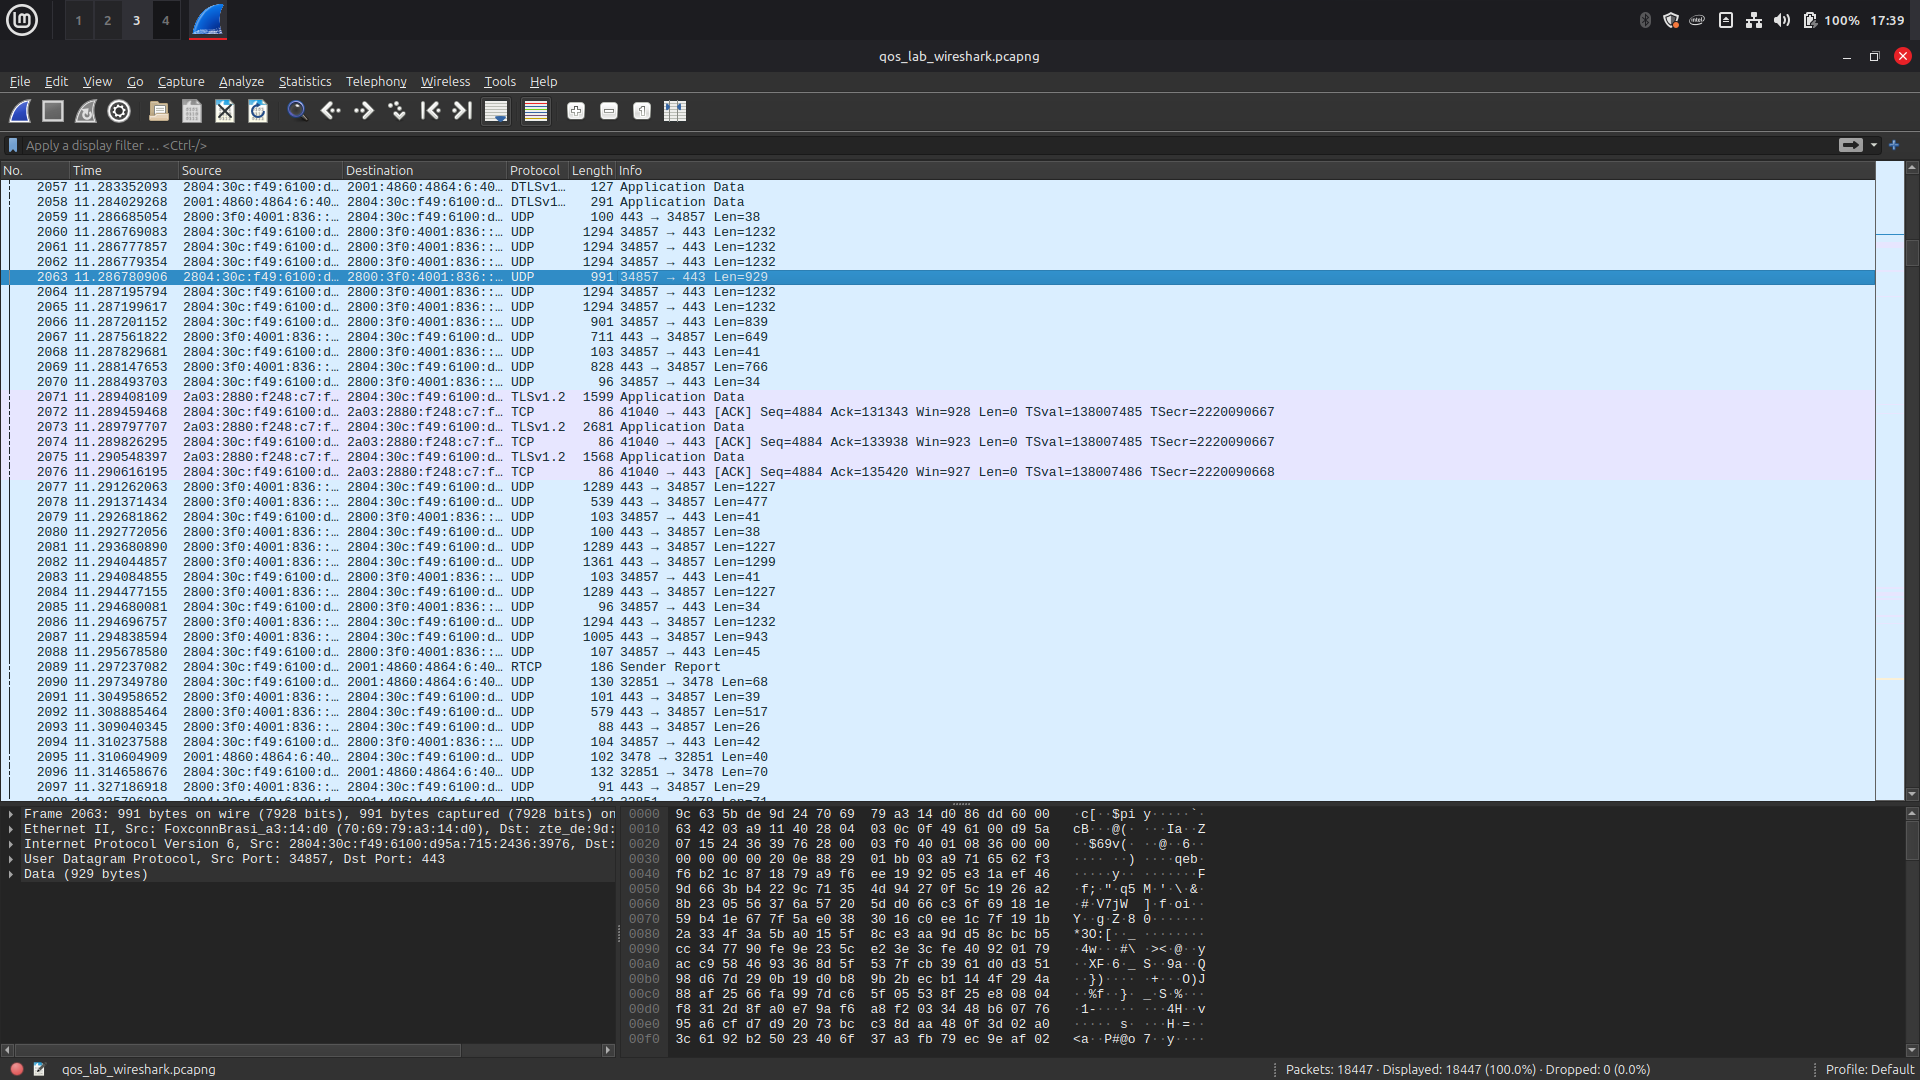 1 2 3 4 100% 17:39
qos_lab_wireshark.pcapng
File Edit View Go Capture Analyze Statistics Telephony Wireless Tools Help
Apply a display filter … <Ctrl-/>
No. Time Source Destination Protocol Length Info
2057 11.283352093 2804:30c:f49:6100:d… 2001:4860:4864:6:40… DTLSv1… 127 Application Data
2058 11.284029268 2001:4860:4864:6:40… 2804:30c:f49:6100:d… DTLSv1… 291 Application Data
2059 11.286685054 2800:3f0:4001:836::… 2804:30c:f49:6100:d… UDP 100 443 → 34857 Len=38
2060 11.286769083 2804:30c:f49:6100:d… 2800:3f0:4001:836::… UDP 1294 34857 → 443 Len=1232
2061 11.286777857 2804:30c:f49:6100:d… 2800:3f0:4001:836::… UDP 1294 34857 → 443 Len=1232
2062 11.286779354 2804:30c:f49:6100:d… 2800:3f0:4001:836::… UDP 1294 34857 → 443 Len=1232
2063 11.286780906 2804:30c:f49:6100:d… 2800:3f0:4001:836::… UDP 991 34857 → 443 Len=929
2064 11.287195794 2804:30c:f49:6100:d… 2800:3f0:4001:836::… UDP 1294 34857 → 443 Len=1232
2065 11.287199617 2804:30c:f49:6100:d… 2800:3f0:4001:836::… UDP 1294 34857 → 443 Len=1232
2066 11.287201152 2804:30c:f49:6100:d… 2800:3f0:4001:836::… UDP 901 34857 → 443 Len=839
2067 11.287561822 2800:3f0:4001:836::… 2804:30c:f49:6100:d… UDP 711 443 → 34857 Len=649
2068 11.287829681 2804:30c:f49:6100:d… 2800:3f0:4001:836::… UDP 103 34857 → 443 Len=41
2069 11.288147653 2800:3f0:4001:836::… 2804:30c:f49:6100:d… UDP 828 443 → 34857 Len=766
2070 11.288493703 2804:30c:f49:6100:d… 2800:3f0:4001:836::… UDP 96 34857 → 443 Len=34
2071 11.289408109 2a03:2880:f248:c7:f… 2804:30c:f49:6100:d… TLSv1.2 1599 Application Data
2072 11.289459468 2804:30c:f49:6100:d… 2a03:2880:f248:c7:f… TCP 86 41040 → 443 [ACK] Seq=4884 Ack=131343 Win=928 Len=0 TSval=138007485 TSecr=2220090667
2073 11.289797707 2a03:2880:f248:c7:f… 2804:30c:f49:6100:d… TLSv1.2 2681 Application Data
2074 11.289826295 2804:30c:f49:6100:d… 2a03:2880:f248:c7:f… TCP 86 41040 → 443 [ACK] Seq=4884 Ack=133938 Win=923 Len=0 TSval=138007485 TSecr=2220090667
2075 11.290548397 2a03:2880:f248:c7:f… 2804:30c:f49:6100:d… TLSv1.2 1568 Application Data
2076 11.290616195 2804:30c:f49:6100:d… 2a03:2880:f248:c7:f… TCP 86 41040 → 443 [ACK] Seq=4884 Ack=135420 Win=927 Len=0 TSval=138007486 TSecr=2220090668
2077 11.291262063 2800:3f0:4001:836::… 2804:30c:f49:6100:d… UDP 1289 443 → 34857 Len=1227
2078 11.291371434 2800:3f0:4001:836::… 2804:30c:f49:6100:d… UDP 539 443 → 34857 Len=477
2079 11.292681862 2804:30c:f49:6100:d… 2800:3f0:4001:836::… UDP 103 34857 → 443 Len=41
2080 11.292772056 2800:3f0:4001:836::… 2804:30c:f49:6100:d… UDP 100 443 → 34857 Len=38
2081 11.293680890 2800:3f0:4001:836::… 2804:30c:f49:6100:d… UDP 1289 443 → 34857 Len=1227
2082 11.294044857 2800:3f0:4001:836::… 2804:30c:f49:6100:d… UDP 1361 443 → 34857 Len=1299
2083 11.294084855 2804:30c:f49:6100:d… 2800:3f0:4001:836::… UDP 103 34857 → 443 Len=41
2084 11.294477155 2800:3f0:4001:836::… 2804:30c:f49:6100:d… UDP 1289 443 → 34857 Len=1227
2085 11.294680081 2804:30c:f49:6100:d… 2800:3f0:4001:836::… UDP 96 34857 → 443 Len=34
2086 11.294696757 2800:3f0:4001:836::… 2804:30c:f49:6100:d… UDP 1294 443 → 34857 Len=1232
2087 11.294838594 2800:3f0:4001:836::… 2804:30c:f49:6100:d… UDP 1005 443 → 34857 Len=943
2088 11.295678580 2804:30c:f49:6100:d… 2800:3f0:4001:836::… UDP 107 34857 → 443 Len=45
2089 11.297237082 2804:30c:f49:6100:d… 2001:4860:4864:6:40… RTCP 186 Sender Report
2090 11.297349780 2804:30c:f49:6100:d… 2001:4860:4864:6:40… UDP 130 32851 → 3478 Len=68
2091 11.304958652 2800:3f0:4001:836::… 2804:30c:f49:6100:d… UDP 101 443 → 34857 Len=39
2092 11.308885464 2800:3f0:4001:836::… 2804:30c:f49:6100:d… UDP 579 443 → 34857 Len=517
2093 11.309040345 2800:3f0:4001:836::… 2804:30c:f49:6100:d… UDP 88 443 → 34857 Len=26
2094 11.310237588 2804:30c:f49:6100:d… 2800:3f0:4001:836::… UDP 104 34857 → 443 Len=42
2095 11.310604909 2001:4860:4864:6:40… 2804:30c:f49:6100:d… UDP 102 3478 → 32851 Len=40
2096 11.314658676 2804:30c:f49:6100:d… 2001:4860:4864:6:40… UDP 132 32851 → 3478 Len=70
2097 11.327186918 2800:3f0:4001:836::… 2804:30c:f49:6100:d… UDP 91 443 → 34857 Len=29
Frame 2063: 991 bytes on wire (7928 bits), 991 bytes captured (7928 bits) on
Ethernet II, Src: FoxconnBrasi_a3:14:d0 (70:69:79:a3:14:d0), Dst: zte_de:9d:
Internet Protocol Version 6, Src: 2804:30c:f49:6100:d95a:715:2436:3976, Dst:
User Datagram Protocol, Src Port: 34857, Dst Port: 443
Data (929 bytes)
0000 9c 63 5b de 9d 24 70 69 79 a3 14 d0 86 dd 60 00 ·c[··$pi y·····`·
0010 63 42 03 a9 11 40 28 04 03 0c 0f 49 61 00 d9 5a cB···@(· ···Ia··Z
0020 07 15 24 36 39 76 28 00 03 f0 40 01 08 36 00 00 ··$69v(· ··@··6··
0030 00 00 00 00 20 0e 88 29 01 bb 03 a9 71 65 62 f3 ···· ··) ····qeb·
0040 f6 b2 1c 87 18 79 a9 f6 ee 19 92 05 e3 1a ef 46 ·····y·· ·······F
0050 9d 66 3b b4 22 9c 71 35 4d 94 27 0f 5c 19 26 a2 ·f;·"·q5 M·'·\·&·
0060 8b 23 05 56 37 6a 57 20 5d d0 66 c3 6f 69 18 1e ·#·V7jW  ]·f·oi··
0070 59 b4 1e 67 7f 5a e0 38 30 16 c0 ee 1c 7f 19 1b Y··g·Z·8 0·······
0080 2a 33 4f 3a 5b a0 15 5f 8c e3 aa 9d d5 8c bc b5 *3O:[··_ ········
0090 cc 34 77 90 fe 9e 23 5c e2 3e 3c fe 40 92 01 79 ·4w···#\ ·><·@··y
00a0 ac c9 58 46 93 36 8d 5f 53 7f cb 39 61 d0 d3 51 ··XF·6·_ S··9a··Q
00b0 98 d6 7d 29 0b 19 d0 b8 9b 2b ec b1 14 4f 29 4a ··})···· ·+···O)J
00c0 88 af 25 66 fa 99 7d c6 5f 05 53 8f 25 e8 08 04 ··%f··}· _·S·%···
00d0 f8 31 2d 8f a0 e7 9a f6 a8 f2 03 34 48 b6 07 76 ·1-····· ···4H··v
00e0 95 a6 cf d7 d9 20 73 bc c3 8d aa 48 0f 3d 02 a0 ····· s· ···H·=··
00f0 3c 61 92 b2 50 23 40 6f 37 a3 fb 79 ec 9e af 02 <a··P#@o 7··y····
qos_lab_wireshark.pcapng Packets: 18447 · Displayed: 18447 (100.0%) · Dropped: 0 (0.0%) Profile: Default